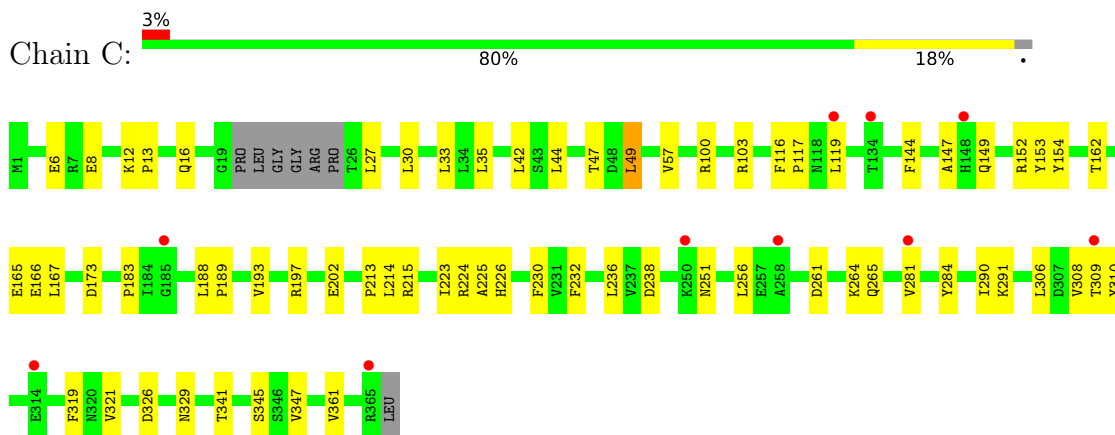 3%
Chain C:
80% 18% •
M1 E6 R7 E8 K12 P13 Q16 G19 PRO LEU GLY GLY ARG PRO T26 L27 L30 L33 L34 L35 L42 S43 L44 T47 D48 L49 V57 R100 R103 F116 P117 N118 L119 T134 F144 A147 H148 Q149 R152 Y153 Y154 T162
E165 E166 L167 D173 P183 I184 G185 L188 P189 V193 R197 E202 P213 L214 R215 I223 R224 A225 H226 F230 V231 F232 L236 V237 D238 K250 N251 L256 E257 A258 D261 K264 Q265 V281 Y284 I290 K291 L306 D307 V308 T309
E314 F319 N320 V321 D326 N329 T341 S345 S346 V347 V361 R365 LEU